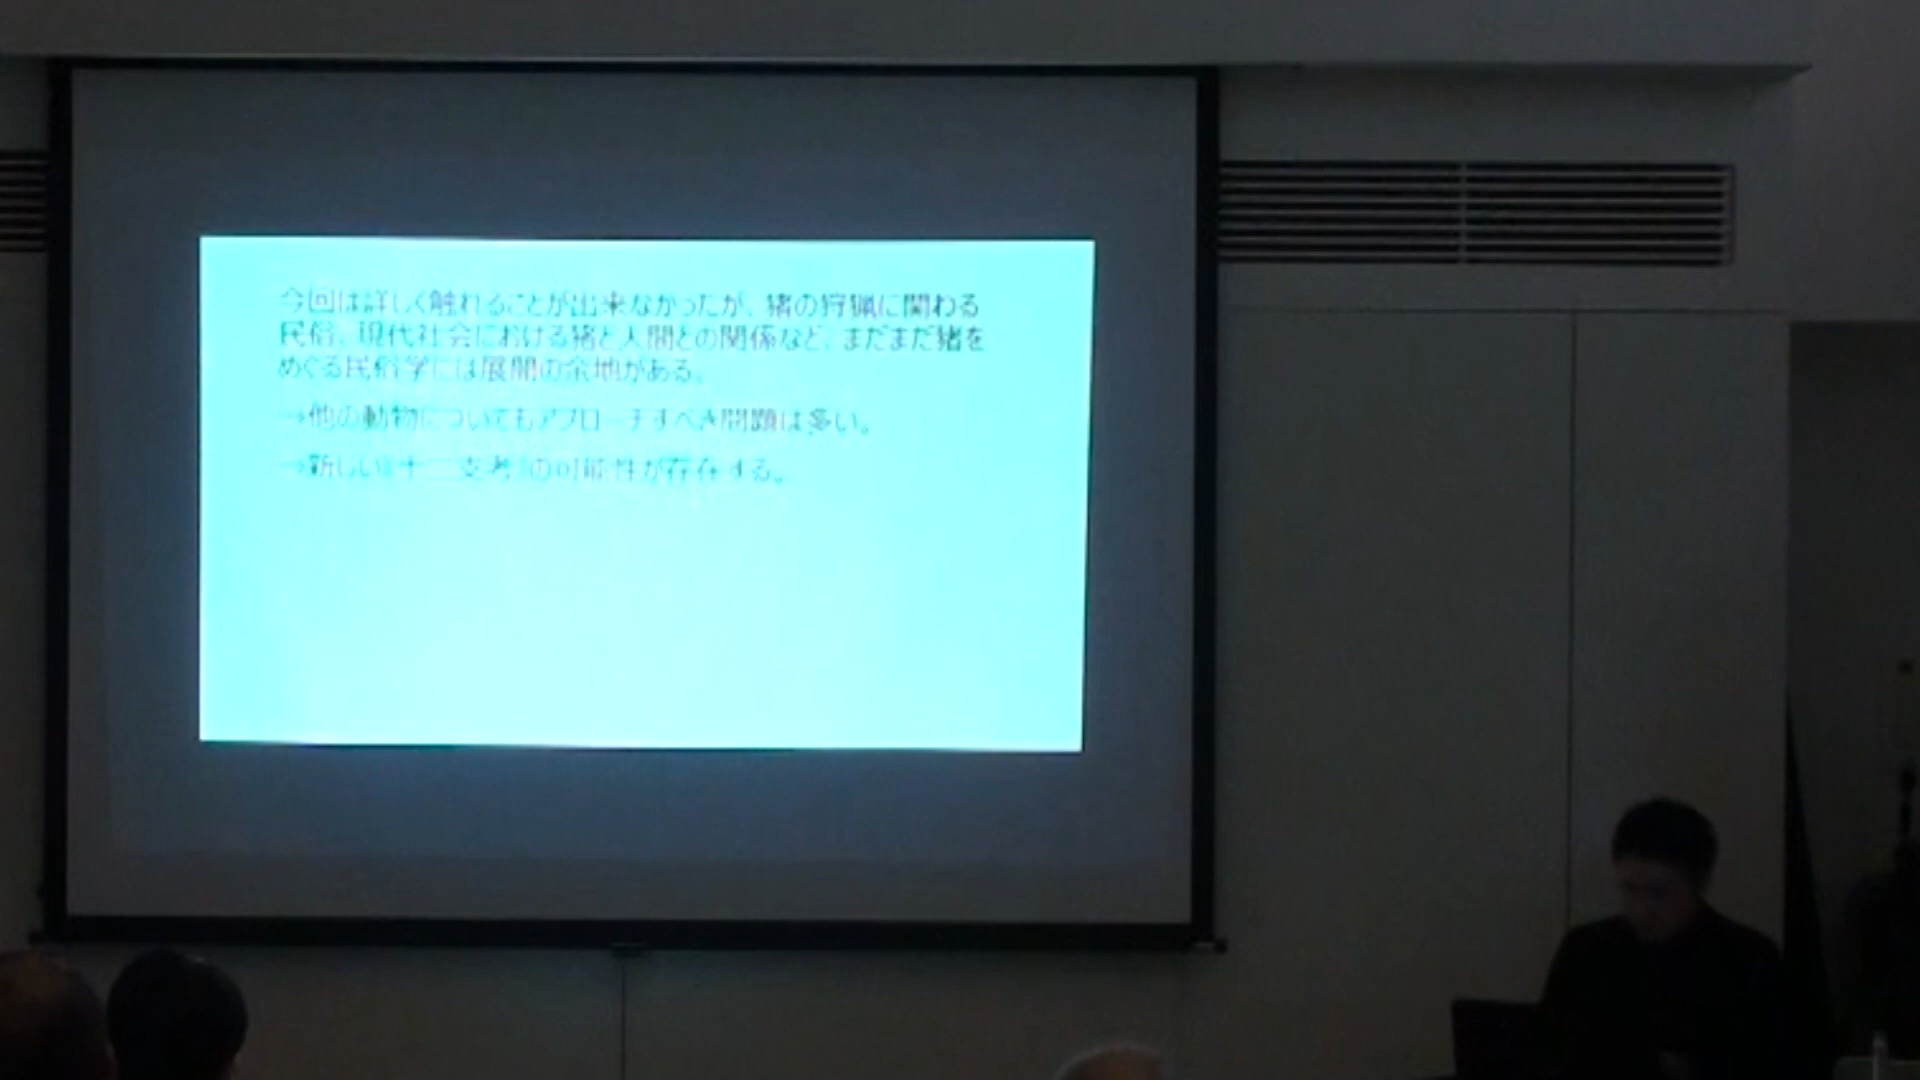 今回は詳しく触れることが出来なかったが、猪の狩猟に関わる
民俗、現代社会における猪と人間との関係など、まだまだ猪を
めぐる民俗学には展開の余地がある。
→他の動物についてもアプローチすべき問題は多い。
→新しい『十二支考』の可能性が存在する。